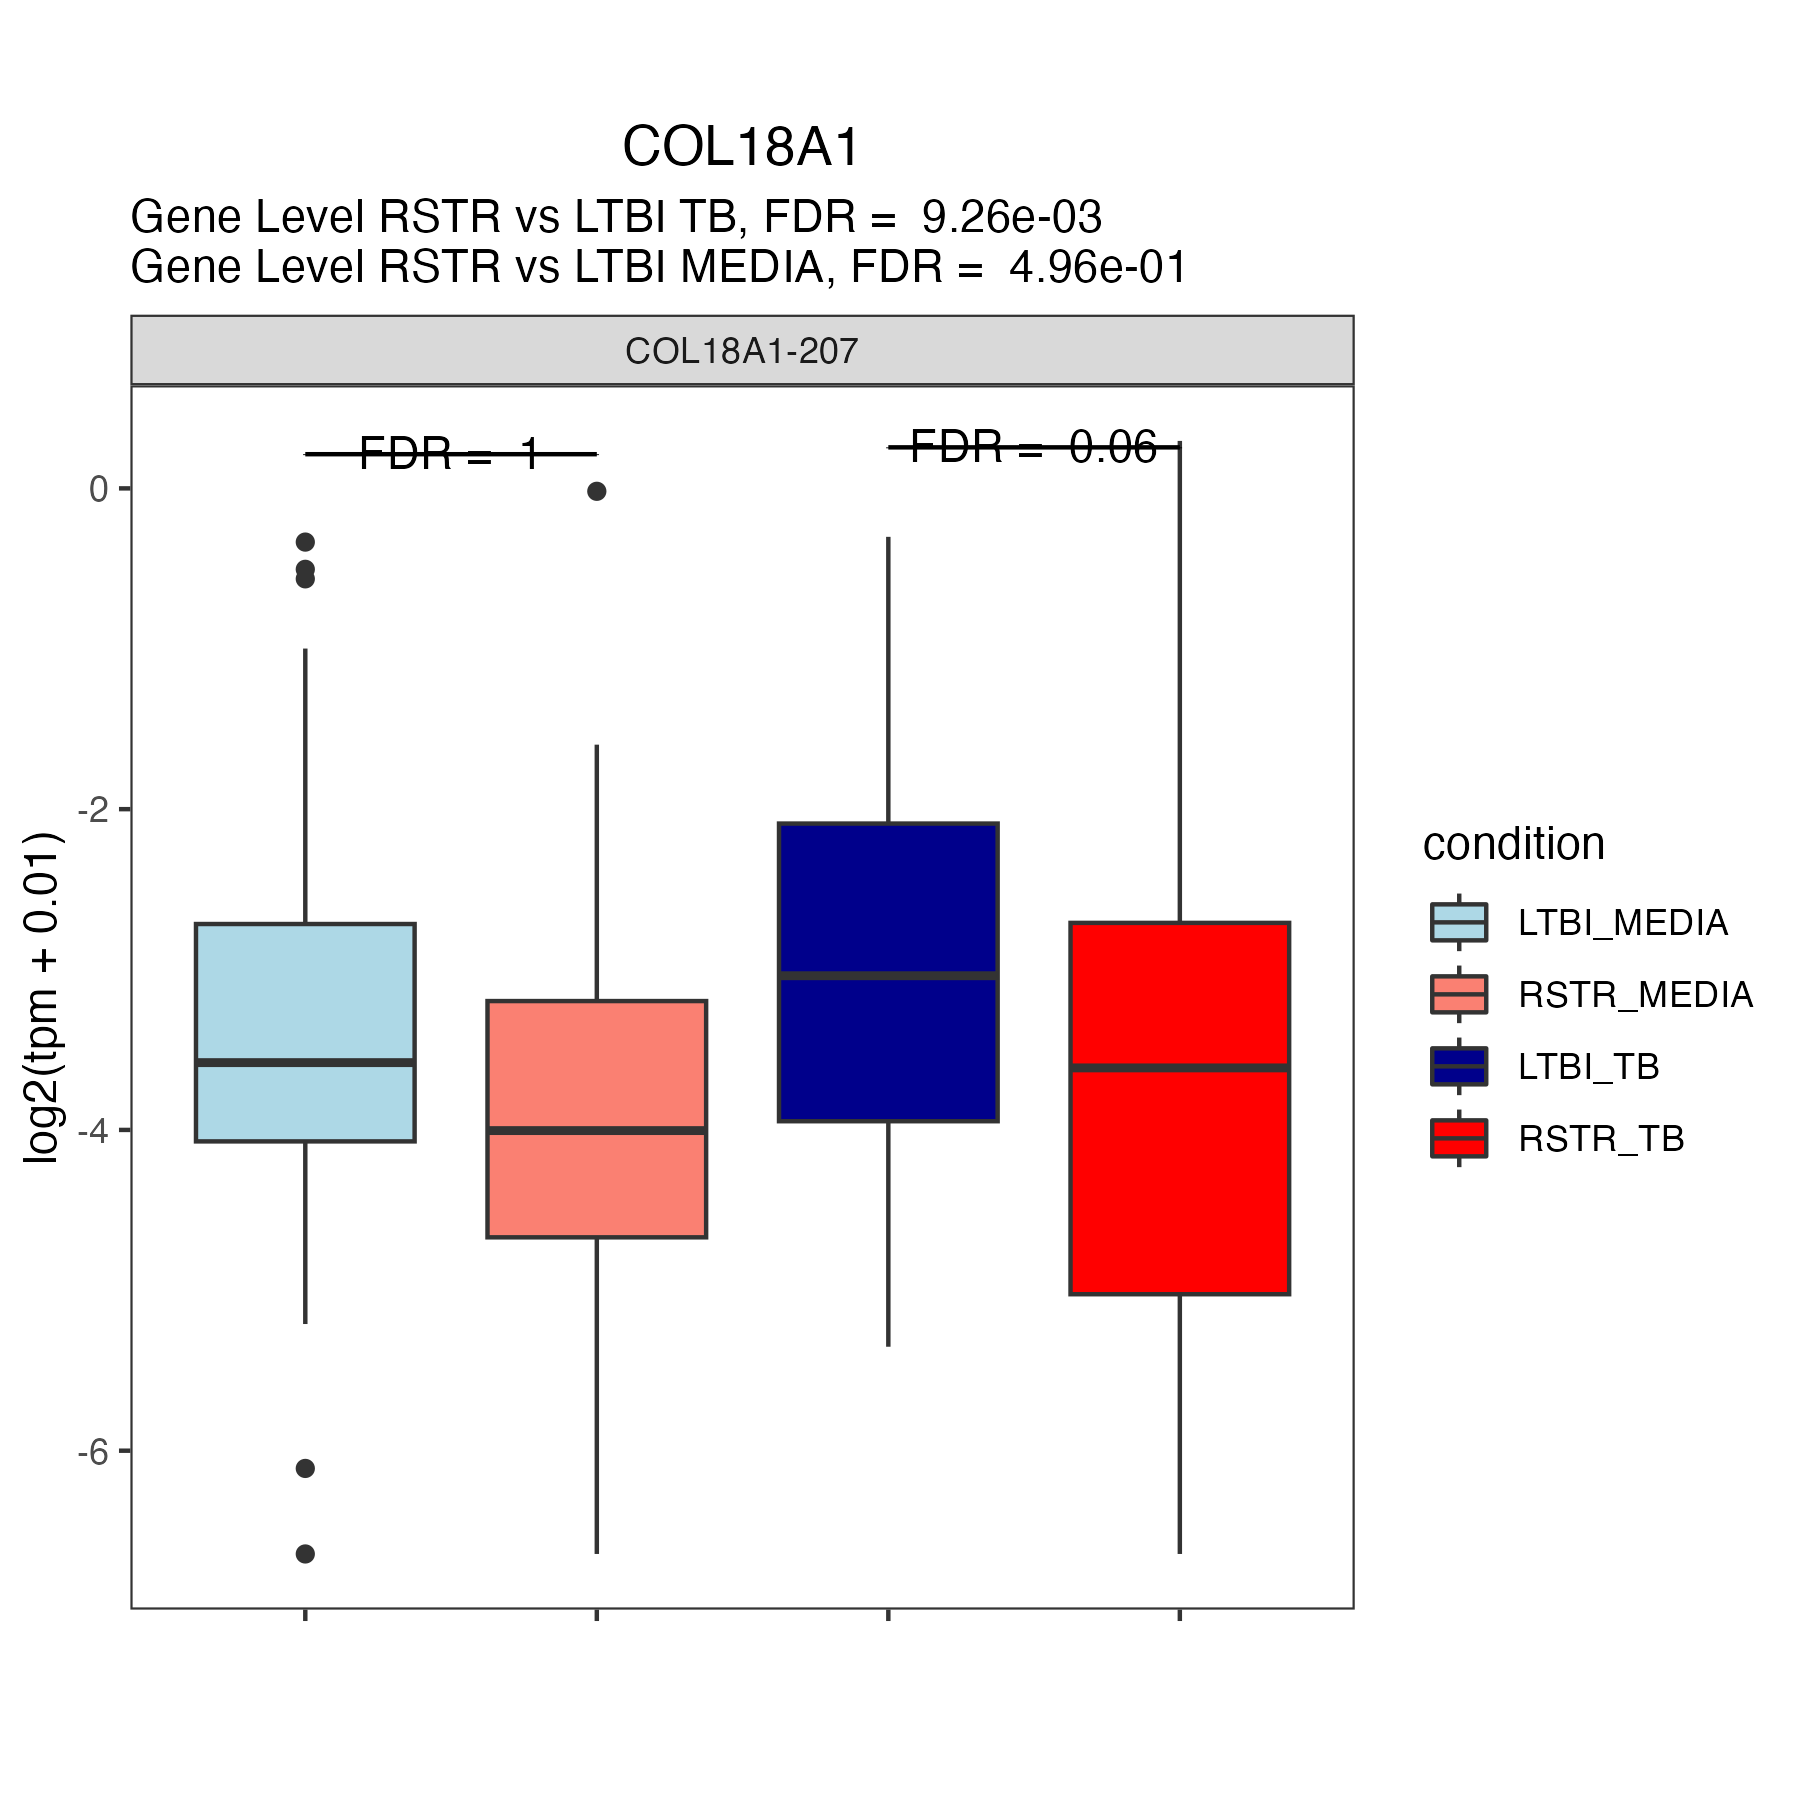 COL18A1
Gene Level RSTR vs LTBI TB, FDR =  9.26e-03
Gene Level RSTR vs LTBI MEDIA, FDR =  4.96e-01
COL18A1-207
FDR =  1
FDR =  0.06
0
-2
-4
-6
log2(tpm + 0.01)
condition
LTBI_MEDIA
RSTR_MEDIA
LTBI_TB
RSTR_TB